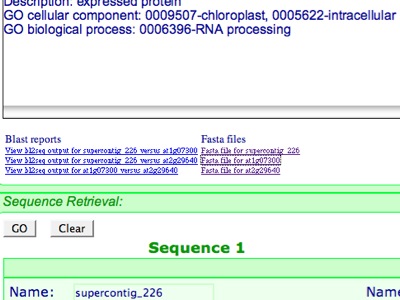 Description: expressed protein
GO cellular component: 0009507-chloroplast, 0005622-intracellular
GO biological process: 0006396-RNA processing
Blast reports Fasta files
View bl2seq output for supercontig_226 versus at1g07300 Fasta file for supercontig_226
View bl2seq output for supercontig_226 versus at2g29640 Fasta file for at1g07300
View bl2seq output for at1g07300 versus at2g29640 Fasta file for at2g29640
Sequence Retrieval:
GO Clear
Sequence 1
Name: supercontig_226 Name: